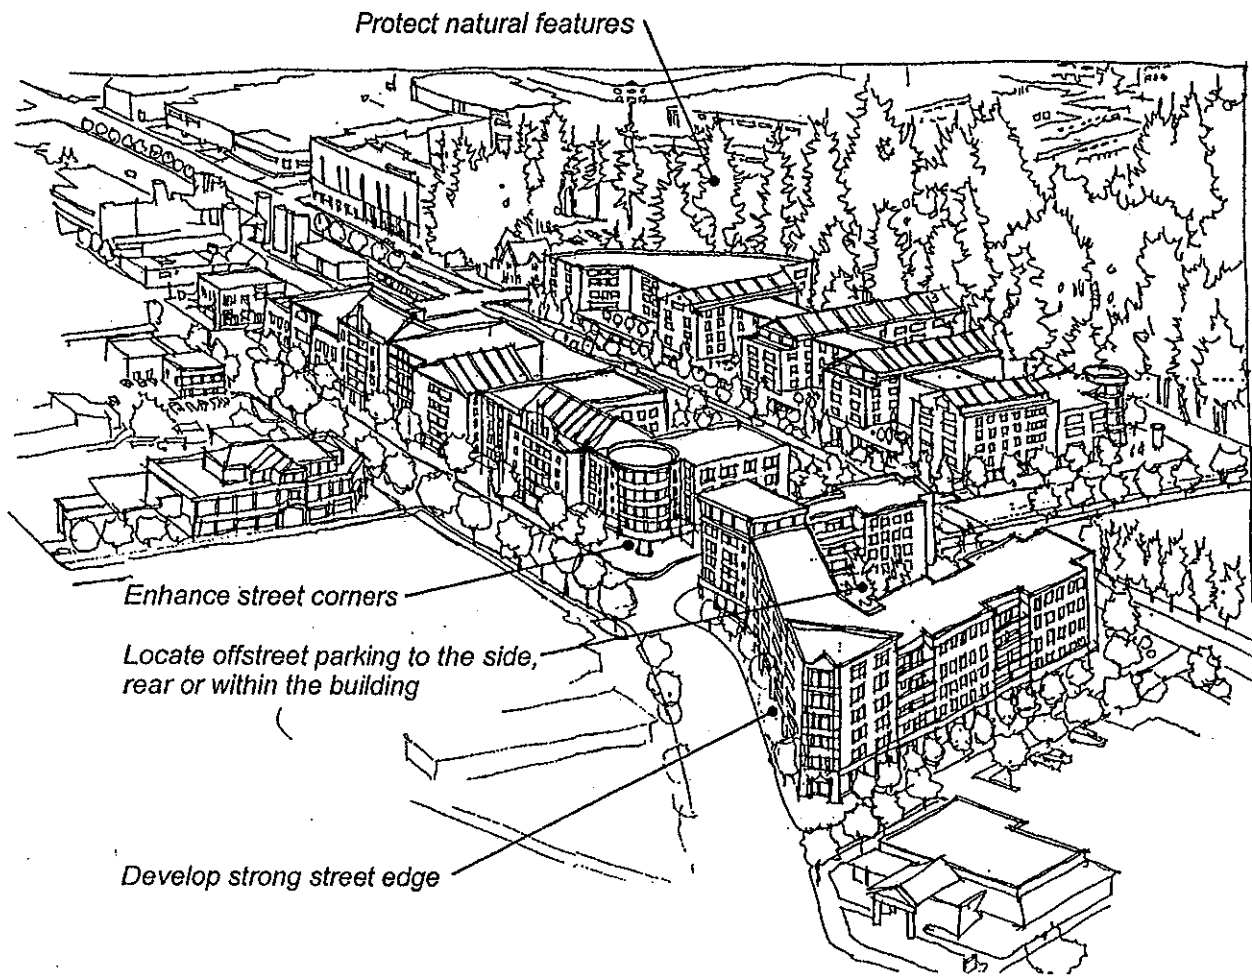 Protect natural features
Enhance street corners
Locate offstreet parking to the side,
rear or within the building
Develop strong street edge